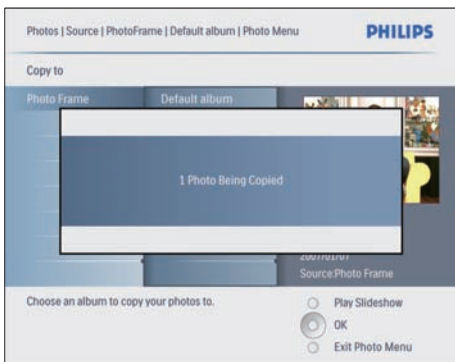 Photos | Source | PhotoFrame | Default album | Photo Menu
PHILIPS
Copy to
Photo Frame
Default album
1 Photo Being Copied
2007/01/07
Source:Photo Frame
Choose an album to copy your photos to.
Play Slideshow
OK
Exit Photo Menu